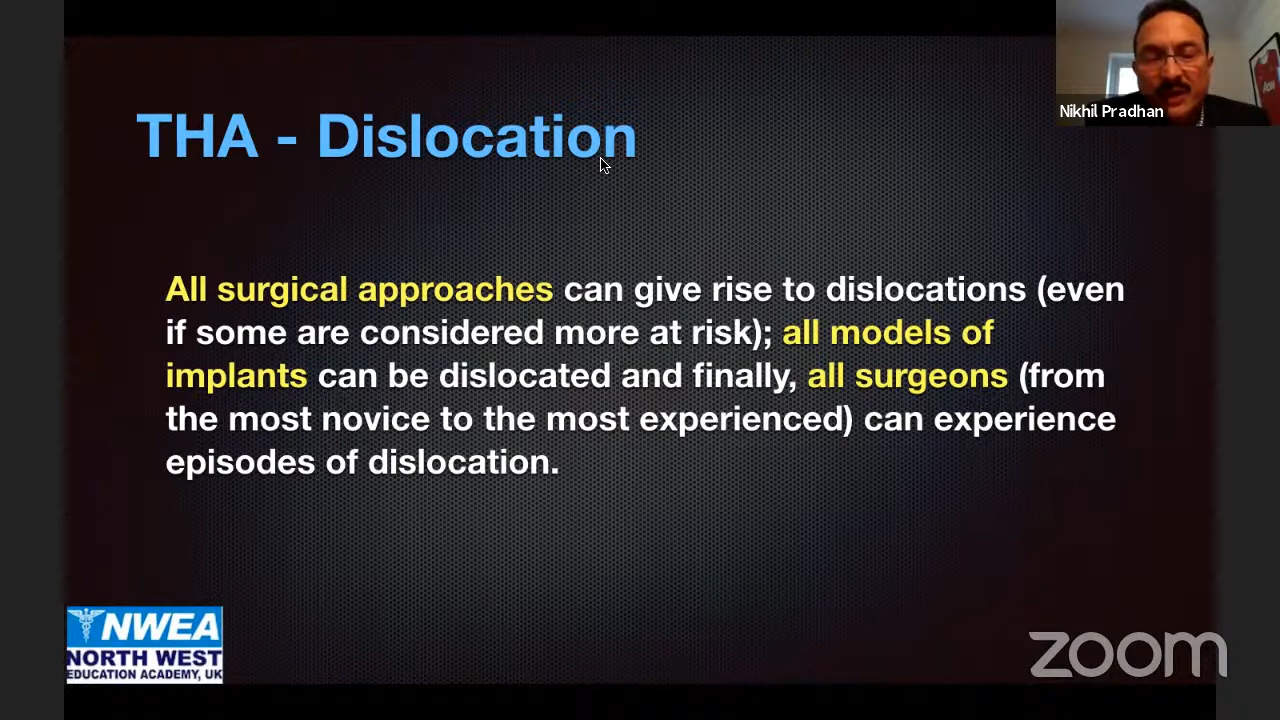 THA - Dislocation
Nikhil Pradhan
All surgical approaches can give rise to dislocations (even
if some are considered more at risk); all models of
implants can be dislocated and finally, all surgeons (from
the most novice to the most experienced) can experience
episodes of dislocation.
NWEA
NORTH WEST
EDUCATION ACADEMY, UK
zoom